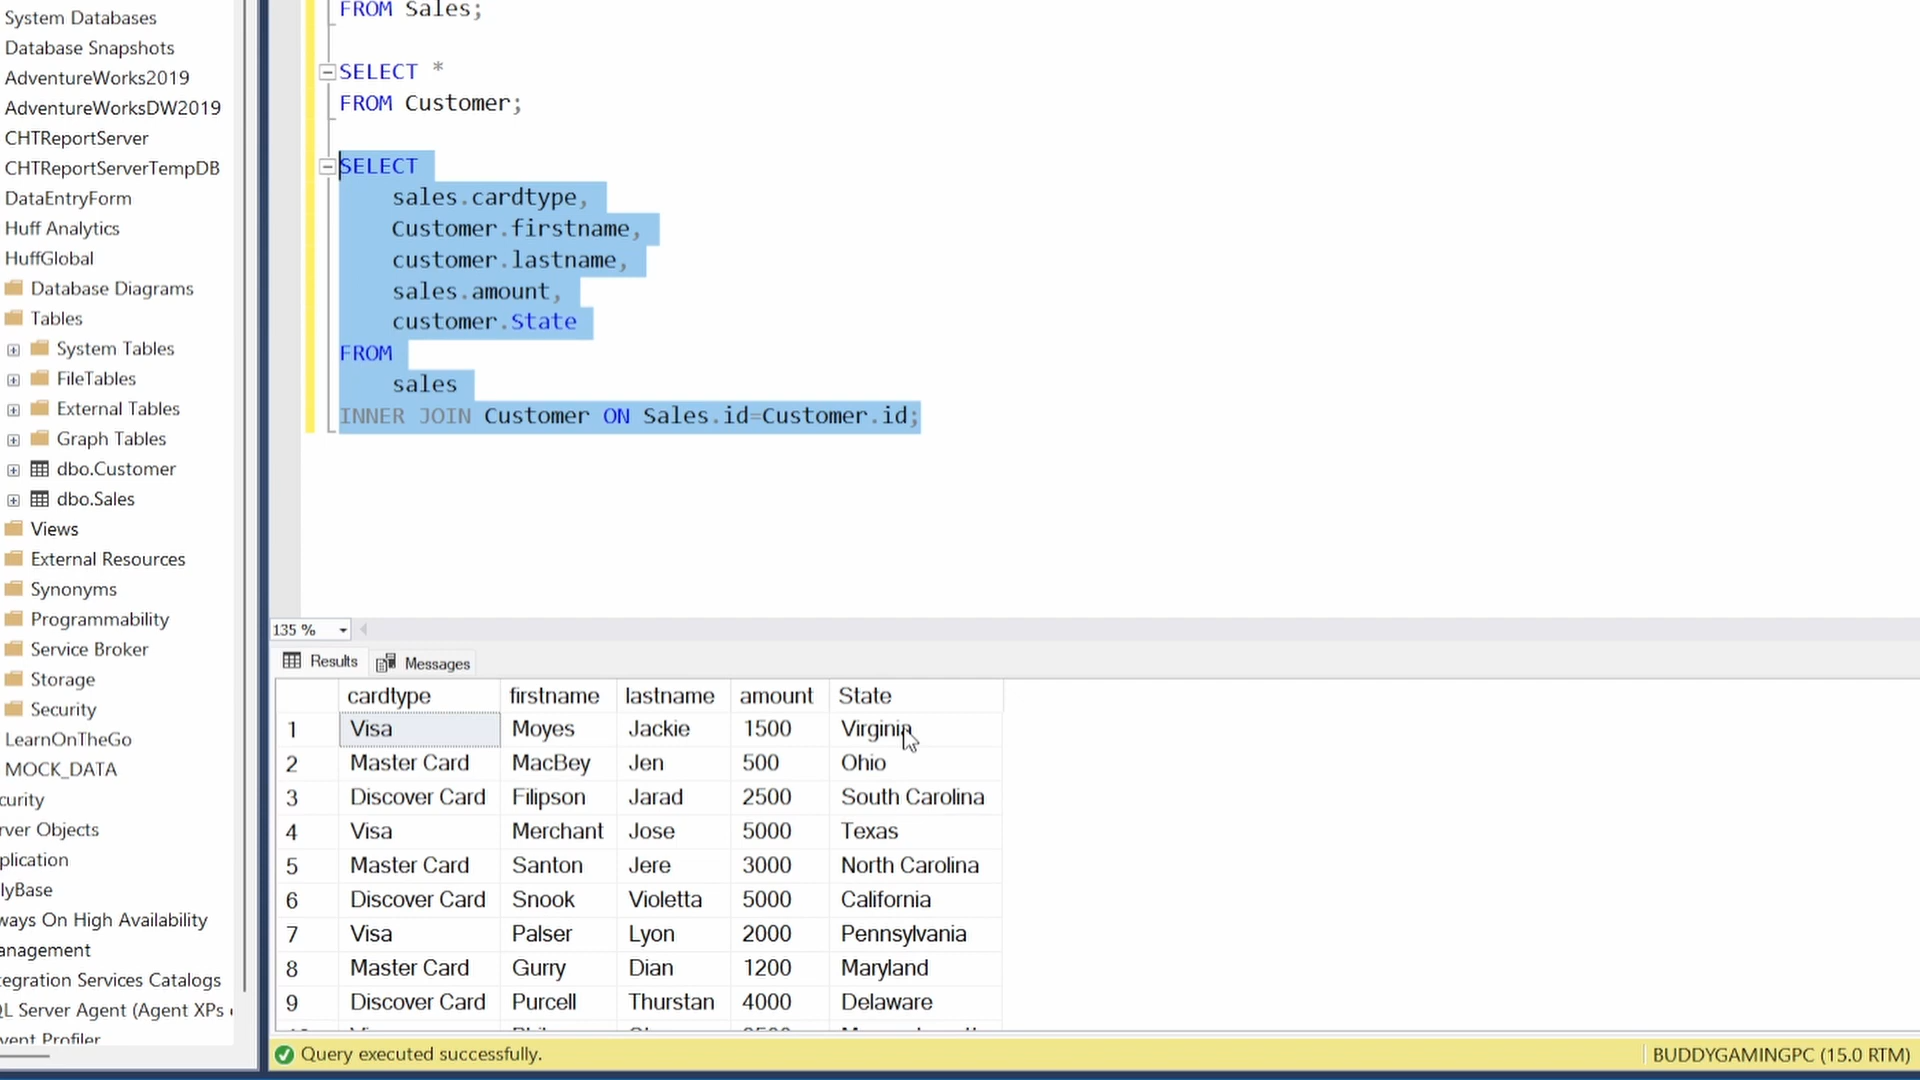 System Databases
Database Snapshots
AdventureWorks2019
AdventureWorksDW2019
CHTReportServer
CHTReportServerTempDB
DataEntryForm
Huff Analytics
HuffGlobal
Database Diagrams
Tables
System Tables
FileTables
External Tables
Graph Tables
dbo.Customer
dbo.Sales
Views
External Resources
Synonyms
Programmability
Service Broker
Storage
Security
LearnOnTheGo
MOCK_DATA
curity
rver Objects
plication
lyBase
ways On High Availability
anagement
tegration Services Catalogs
QL Server Agent (Agent XPs
vent Profiler
FROM Sales;
SELECT *
FROM Customer;
SELECT
sales.cardtype,
Customer.firstname,
customer.lastname,
sales.amount,
customer.State
FROM
sales
INNER JOIN Customer ON Sales.id=Customer.id;
135 %
Results Messages
cardtype firstname lastname amount State
1 Visa Moyes Jackie 1500 Virginia
2 Master Card MacBey Jen 500 Ohio
3 Discover Card Filipson Jarad 2500 South Carolina
4 Visa Merchant Jose 5000 Texas
5 Master Card Santon Jere 3000 North Carolina
6 Discover Card Snook Violetta 5000 California
7 Visa Palser Lyon 2000 Pennsylvania
8 Master Card Gurry Dian 1200 Maryland
9 Discover Card Purcell Thurstan 4000 Delaware
Query executed successfully.
BUDDYGAMINGPC (15.0 RTM)